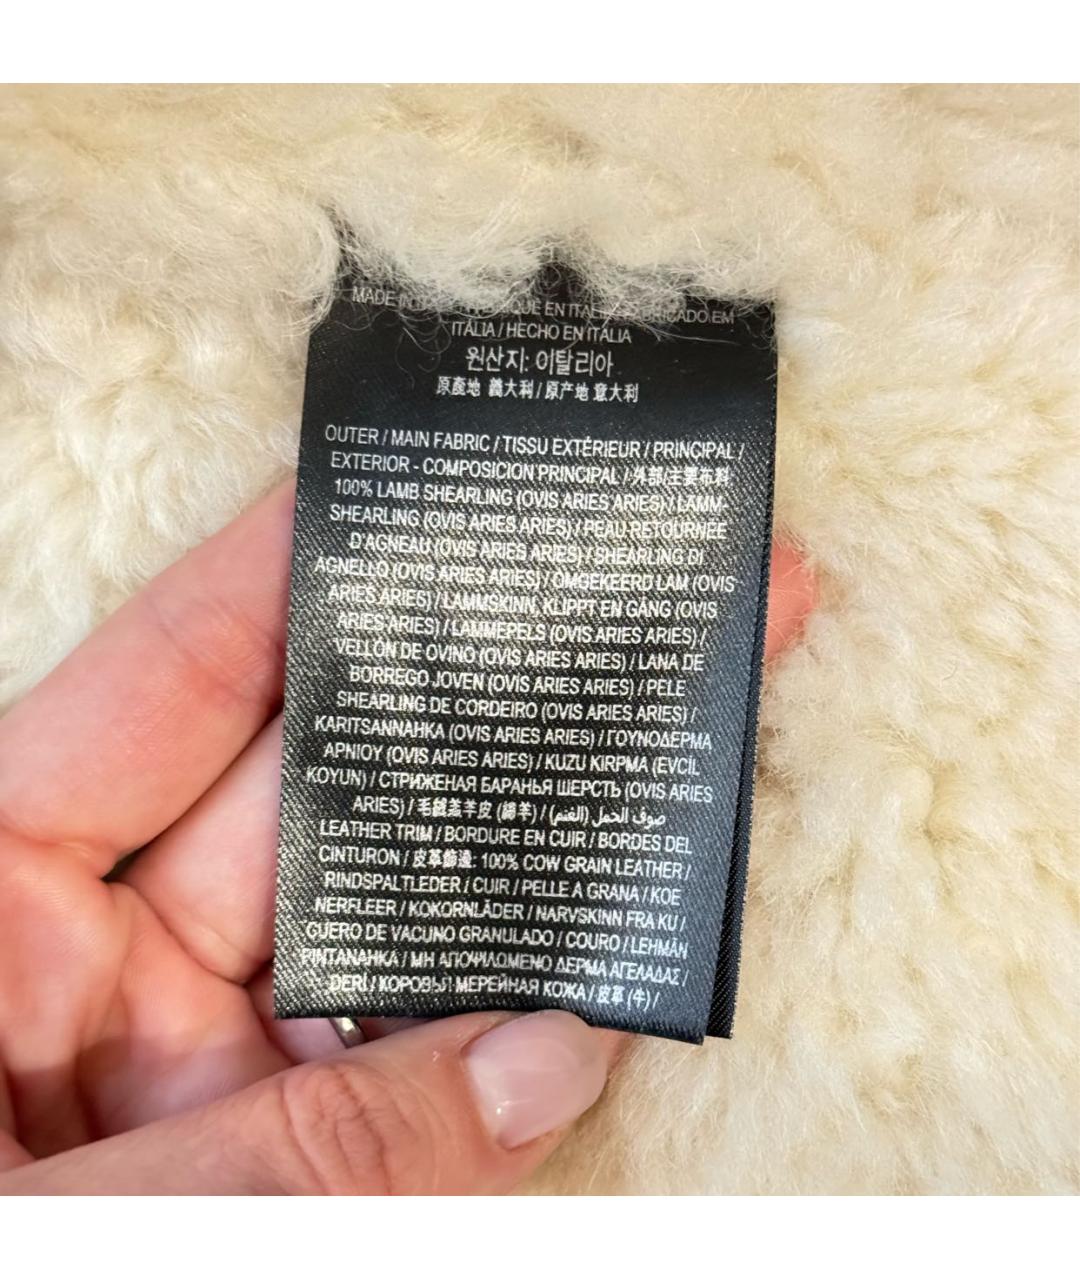 MADE IN EN ITALIE FABRICADO EM
ITÁLIA / HECHO EN ITALIA
원산지: 이탈리아
原產地 義大利 / 原产地 意大利
OUTER / MAIN FABRIC / TISSU EXTÉRIEUR / PRINCIPAL /
EXTERIOR - COMPOSICION PRINCIPAL / 外部/主要布料
100% LAMB SHEARLING (OVIS ARIES ARIES) / LAMM-
SHEARLING (OVIS ARIES ARIES) / PEAU RETOURNÉE
D'AGNEAU (OVIS ARIES ARIES) / SHEARLING DI
AGNELLO (OVIS ARIES ARIES) / OMGEKEERD LAM (OVIS
ARIES ARIES) / LAMMSKINN, KLIPPT EN GÅNG (OVIS
ARIES ARIES) / LAMMEPELS (OVIS ARIES ARIES) /
VELLÓN DE OVINO (OVIS ARIES ARIES) / LANA DE
BORREGO JOVEN (OVIS ARIES ARIES) / PELE
SHEARLING DE CORDEIRO (OVIS ARIES ARIES) /
KARITSANNAHKA (OVIS ARIES ARIES) / ΓΟΥΝΟΔΕΡΜΑ
ΑΡΝΙΟΥ (OVIS ARIES ARIES) / KUZU KIRPMA (EVCİL
KOYUN) / СТРИЖЕНАЯ БАРАНЬЯ ШЕРСТЬ (OVIS ARIES
ARIES) / 毛絨羔羊皮 (綿羊) / صوف الحمل (الغنم)
LEATHER TRIM / BORDURE EN CUIR / BORDES DEL
CINTURON / 皮革飾邊: 100% COW GRAIN LEATHER /
RINDSPALTLEDER / CUIR / PELLE A GRANA / KOE
NERFLEER / KOKORNLÄDER / NARVSKINN FRA KU /
CUERO DE VACUNO GRANULADO / COURO / LEHMÄN
PINTANAHKA / ΜΗ ΑΠΟΨΙΛΩΜΕΝΟ ΔΕΡΜΑ ΑΓΕΛΑΔΑΣ /
DERİ / КОРОВЬЯ МЕРЕЙНАЯ КОЖА / 皮革 (牛) /